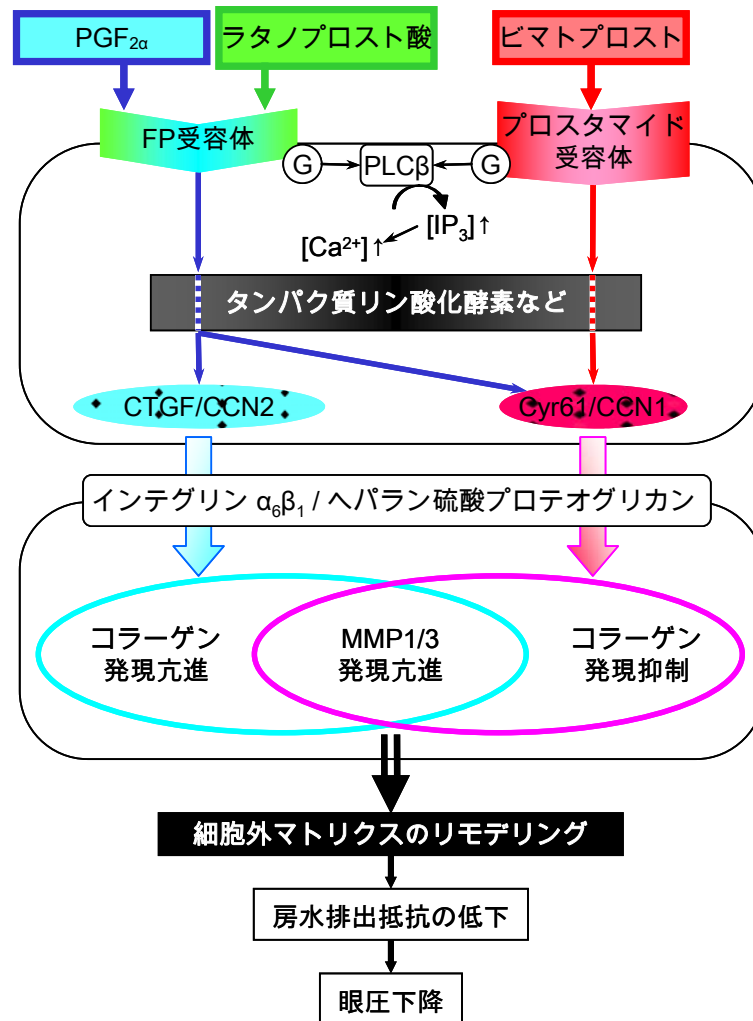 PGF2α
ラタノプロスト酸
ビマトプロスト
FP受容体
プロスタマイド
受容体
G
PLCβ
G
[IP3]↑
[Ca2+]↑
タンパク質リン酸化酵素など
CTGF/CCN2
Cyr61/CCN1
インテグリン α6β1 / ヘパラン硫酸プロテオグリカン
コラーゲン
発現亢進
MMP1/3
発現亢進
コラーゲン
発現抑制
細胞外マトリクスのリモデリング
房水排出抵抗の低下
眼圧下降